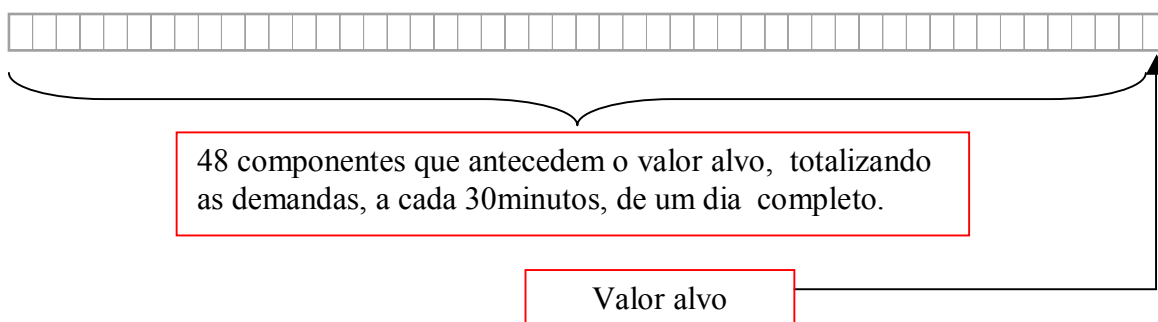 48 componentes que antecedem o valor alvo, totalizando
as demandas, a cada 30minutos, de um dia completo.
Valor alvo